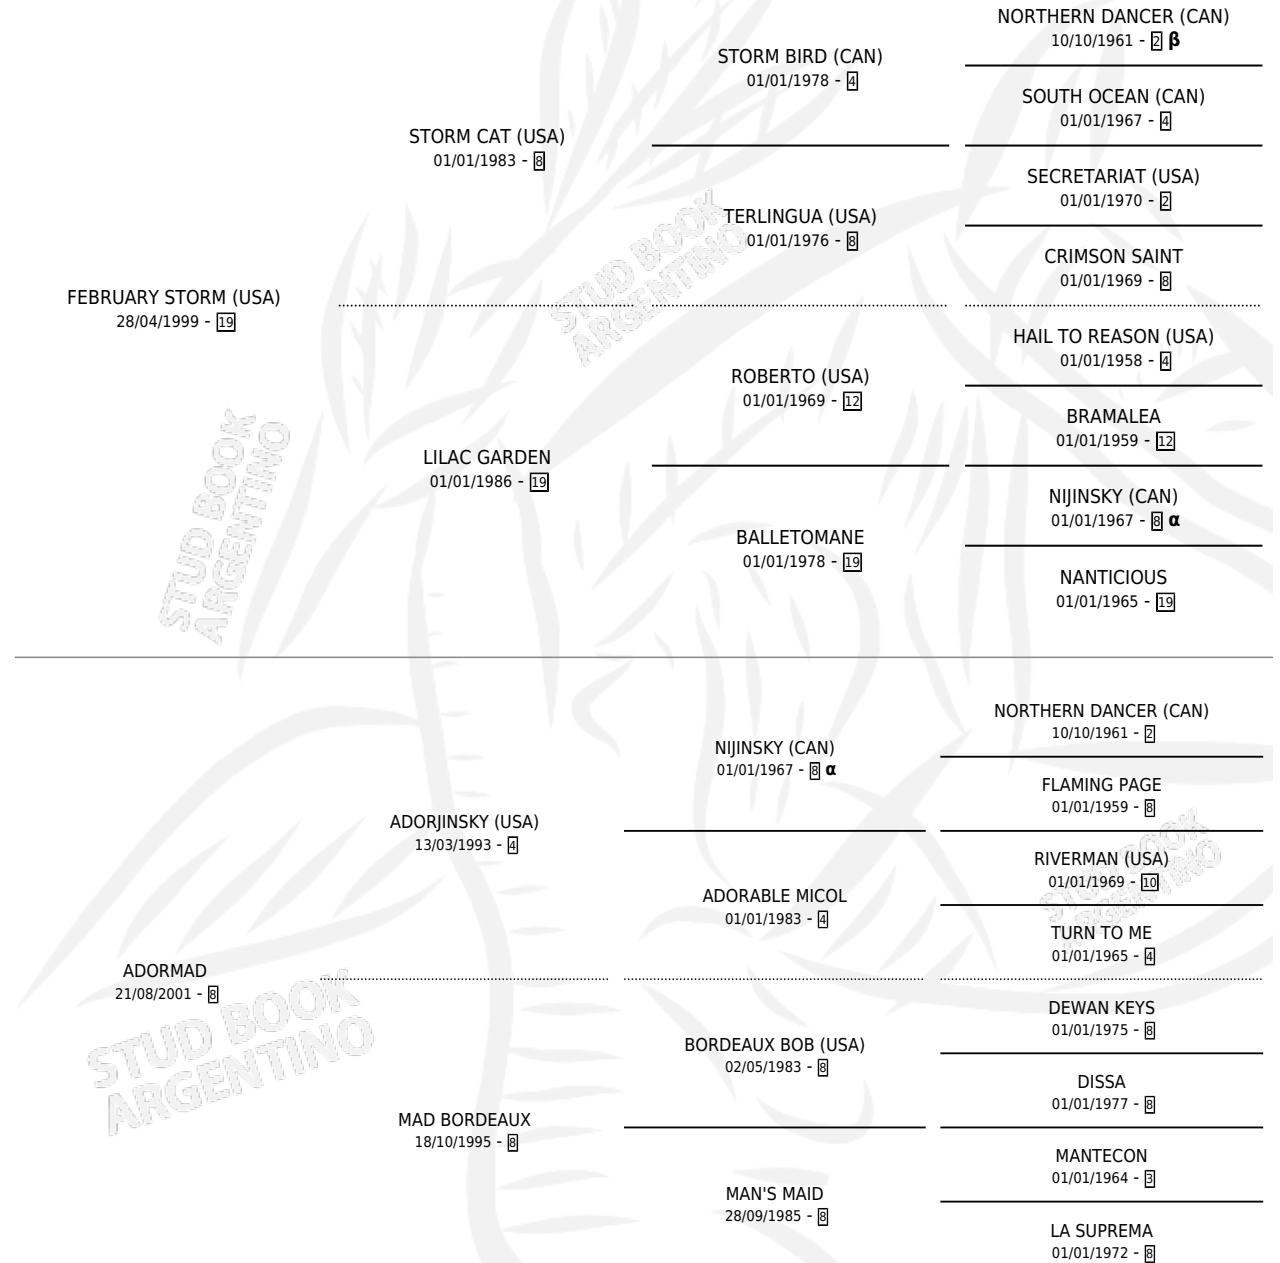 NORTHERN DANCER (CAN)
10/10/1961 - 2 β
STORM BIRD (CAN)
01/01/1978 - 4
SOUTH OCEAN (CAN)
01/01/1967 - 4
STORM CAT (USA)
01/01/1983 - 8
SECRETARIAT (USA)
01/01/1970 - 2
TERLINGUA (USA)
01/01/1976 - 8
CRIMSON SAINT
01/01/1969 - 8
STUD BOOK
ARGENTINO
FEBRUARY STORM (USA)
28/04/1999 - 19
HAIL TO REASON (USA)
01/01/1958 - 4
ROBERTO (USA)
01/01/1969 - 12
BRAMALEA
01/01/1959 - 12
LILAC GARDEN
01/01/1986 - 19
NIJINSKY (CAN)
01/01/1967 - 8 α
BALLETOMANE
01/01/1978 - 19
NANTICIOUS
01/01/1965 - 19
STUD BOOK
ARGENTINO
NORTHERN DANCER (CAN)
10/10/1961 - 2
NIJINSKY (CAN)
01/01/1967 - 8 α
FLAMING PAGE
01/01/1959 - 8
ADORJINSKY (USA)
13/03/1993 - 4
RIVERMAN (USA)
01/01/1969 - 10
ADORABLE MICOL
01/01/1983 - 4
TURN TO ME
01/01/1965 - 4
STUD BOOK
ARGENTINO
ADORMAD
21/08/2001 - 8
DEWAN KEYS
01/01/1975 - 8
BORDEAUX BOB (USA)
02/05/1983 - 8
DISSA
01/01/1977 - 8
STUD BOOK
ARGENTINO
MAD BORDEAUX
18/10/1995 - 8
MANTECON
01/01/1964 - 3
MAN'S MAID
28/09/1985 - 8
LA SUPREMA
01/01/1972 - 8